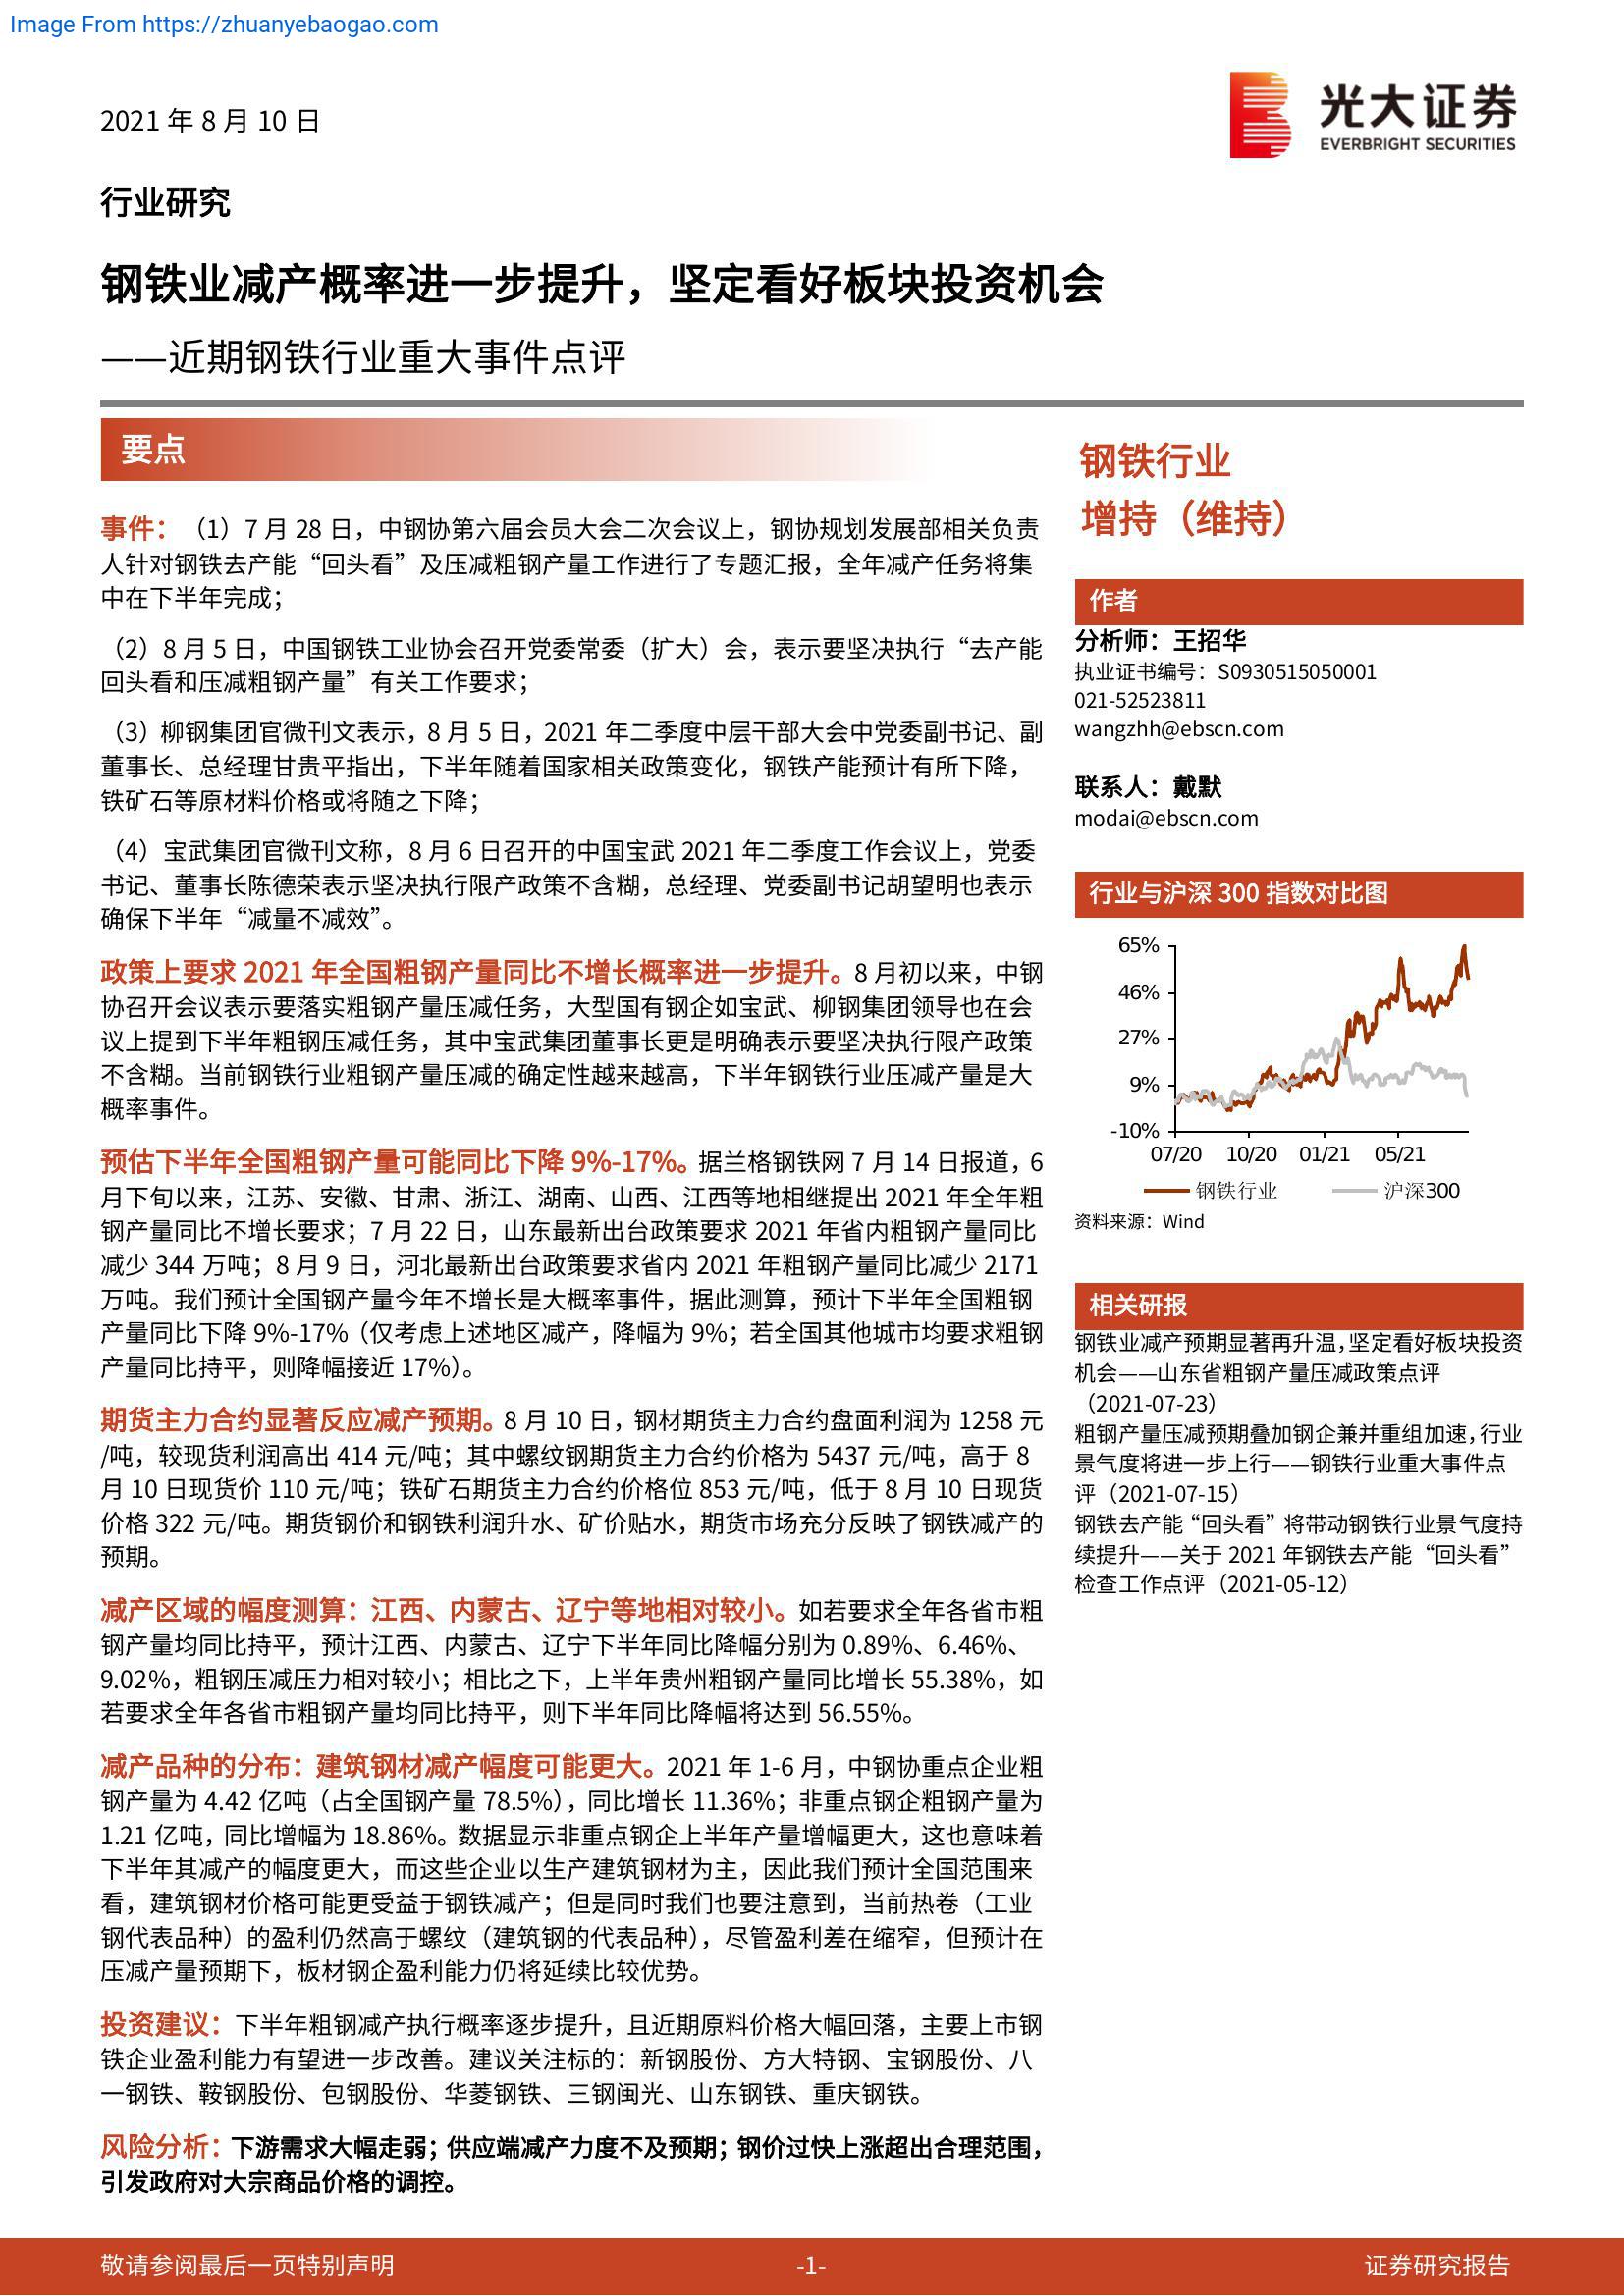 Image From https://zhuanyebaogao.com
2021 年 8 月 10 日
光大证券
EVERBRIGHT SECURITIES
行业研究
钢铁业减产概率进一步提升，坚定看好板块投资机会
——近期钢铁行业重大事件点评
要点
事件：（1）7 月 28 日，中钢协第六届会员大会二次会议上，钢协规划发展部相关负责
人针对钢铁去产能“回头看”及压减粗钢产量工作进行了专题汇报，全年减产任务将集
中在下半年完成；
（2）8 月 5 日，中国钢铁工业协会召开党委常委（扩大）会，表示要坚决执行“去产能
回头看和压减粗钢产量”有关工作要求；
（3）柳钢集团官微刊文表示，8 月 5 日，2021 年二季度中层干部大会中党委副书记、副
董事长、总经理甘贵平指出，下半年随着国家相关政策变化，钢铁产能预计有所下降，
铁矿石等原材料价格或将随之下降；
（4）宝武集团官微刊文称，8 月 6 日召开的中国宝武 2021 年二季度工作会议上，党委
书记、董事长陈德荣表示坚决执行限产政策不含糊，总经理、党委副书记胡望明也表示
确保下半年“减量不减效”。
政策上要求 2021 年全国粗钢产量同比不增长概率进一步提升。8 月初以来，中钢
协召开会议表示要落实粗钢产量压减任务，大型国有钢企如宝武、柳钢集团领导也在会
议上提到下半年粗钢压减任务，其中宝武集团董事长更是明确表示要坚决执行限产政策
不含糊。当前钢铁行业粗钢产量压减的确定性越来越高，下半年钢铁行业压减产量是大
概率事件。
预估下半年全国粗钢产量可能同比下降 9%-17%。据兰格钢铁网 7 月 14 日报道，6
月下旬以来，江苏、安徽、甘肃、浙江、湖南、山西、江西等地相继提出 2021 年全年粗
钢产量同比不增长要求；7 月 22 日，山东最新出台政策要求 2021 年省内粗钢产量同比
减少 344 万吨；8 月 9 日，河北最新出台政策要求省内 2021 年粗钢产量同比减少 2171
万吨。我们预计全国钢产量今年不增长是大概率事件，据此测算，预计下半年全国粗钢
产量同比下降 9%-17%（仅考虑上述地区减产，降幅为 9%；若全国其他城市均要求粗钢
产量同比持平，则降幅接近 17%）。
期货主力合约显著反应减产预期。8 月 10 日，钢材期货主力合约盘面利润为 1258 元
/吨，较现货利润高出 414 元/吨；其中螺纹钢期货主力合约价格为 5437 元/吨，高于 8
月 10 日现货价 110 元/吨；铁矿石期货主力合约价格位 853 元/吨，低于 8 月 10 日现货
价格 322 元/吨。期货钢价和钢铁利润升水、矿价贴水，期货市场充分反映了钢铁减产的
预期。
减产区域的幅度测算：江西、内蒙古、辽宁等地相对较小。如若要求全年各省市粗
钢产量均同比持平，预计江西、内蒙古、辽宁下半年同比降幅分别为 0.89%、6.46%、
9.02%，粗钢压减压力相对较小；相比之下，上半年贵州粗钢产量同比增长 55.38%，如
若要求全年各省市粗钢产量均同比持平，则下半年同比降幅将达到 56.55%。
减产品种的分布：建筑钢材减产幅度可能更大。2021 年 1-6 月，中钢协重点企业粗
钢产量为 4.42 亿吨（占全国钢产量 78.5%），同比增长 11.36%；非重点钢企粗钢产量为
1.21 亿吨，同比增幅为 18.86%。数据显示非重点钢企上半年产量增幅更大，这也意味着
下半年其减产的幅度更大，而这些企业以生产建筑钢材为主，因此我们预计全国范围来
看，建筑钢材价格可能更受益于钢铁减产；但是同时我们也要注意到，当前热卷（工业
钢代表品种）的盈利仍然高于螺纹（建筑钢的代表品种），尽管盈利差在缩窄，但预计在
压减产量预期下，板材钢企盈利能力仍将延续比较优势。
投资建议：下半年粗钢减产执行概率逐步提升，且近期原料价格大幅回落，主要上市钢
铁企业盈利能力有望进一步改善。建议关注标的：新钢股份、方大特钢、宝钢股份、八
一钢铁、鞍钢股份、包钢股份、华菱钢铁、三钢闽光、山东钢铁、重庆钢铁。
风险分析：下游需求大幅走弱；供应端减产力度不及预期；钢价过快上涨超出合理范围，
引发政府对大宗商品价格的调控。
钢铁行业
增持（维持）
作者
分析师：王招华
执业证书编号：S0930515050001
021-52523811
wangzhh@ebscn.com
联系人：戴默
modai@ebscn.com
行业与沪深 300 指数对比图
65%
46%
27%
9%
-10%
07/20 10/20 01/21 05/21
钢铁行业 沪深300
资料来源：Wind
相关研报
钢铁业减产预期显著再升温，坚定看好板块投资
机会——山东省粗钢产量压减政策点评
（2021-07-23）
粗钢产量压减预期叠加钢企兼并重组加速，行业
景气度将进一步上行——钢铁行业重大事件点
评（2021-07-15）
钢铁去产能“回头看”将带动钢铁行业景气度持
续提升——关于 2021 年钢铁去产能“回头看”
检查工作点评（2021-05-12）
敬请参阅最后一页特别声明
-1-
证券研究报告